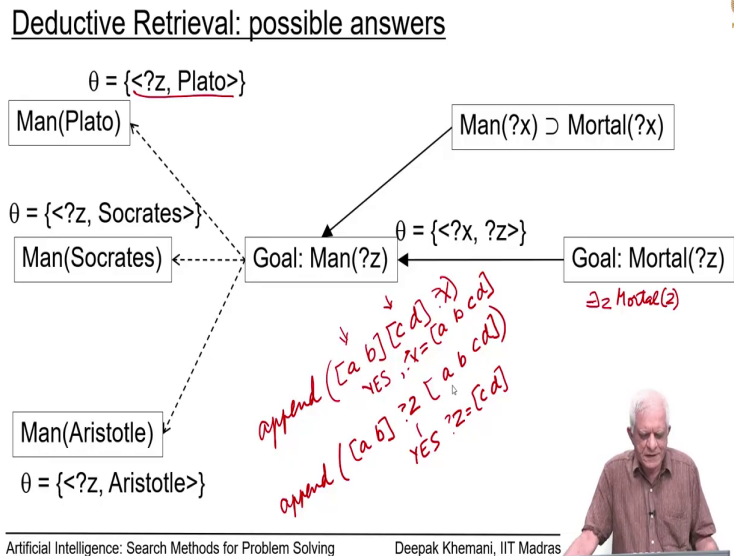 Deductive Retrieval: possible answers
θ = {<?z, Plato>}
Man(Plato)
Man(?x) ⊃ Mortal(?x)
θ = {<?z, Socrates>}
θ = {<?x, ?z>}
Man(Socrates)
Goal: Man(?z)
Goal: Mortal(?z)
∃z Mortal(z)
append ([a b] [c d] ?x)
YES, ?x = [a b c d]
append ([a b] ?z [a b c d])
YES ?z = [c d]
Man(Aristotle)
θ = {<?z, Aristotle>}
Artificial Intelligence: Search Methods for Problem Solving
Deepak Khemani, IIT Madras